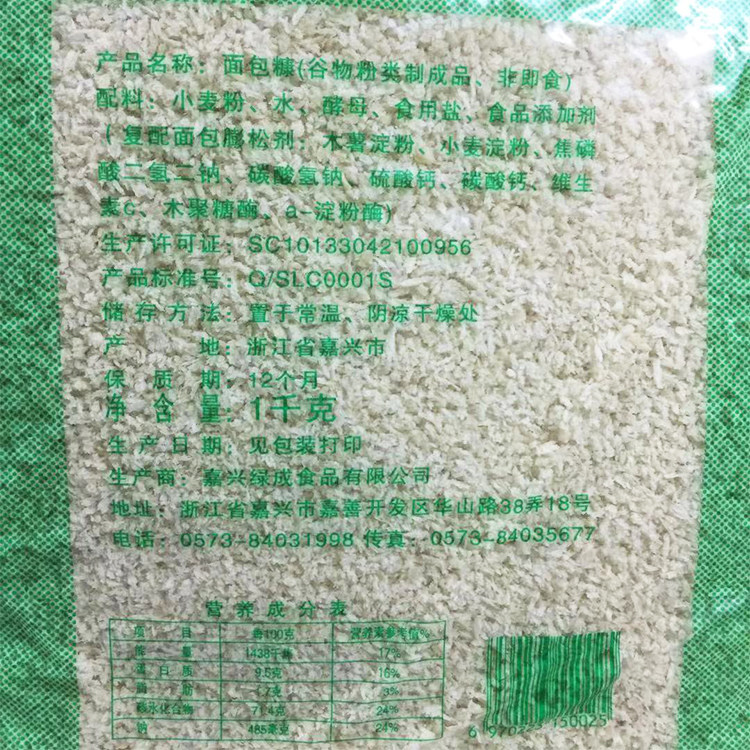 产品名称：面包糠(谷物粉类制成品、非即食)
配料：小麦粉、水、酵母、食用盐、食品添加剂
(复配面包膨松剂：木薯淀粉、小麦淀粉、焦磷
酸二氢二钠、碳酸氢钠、硫酸钙、碳酸钙、维生
素c、木聚糖酶、a-淀粉酶)
生产许可证：SC10133042100956
产品标准号：Q/SLC0001S
储存方法：置于常温、阴凉干燥处
产 地：浙江省嘉兴市
保 质 期：12个月
净 含 量：1千克
生产日期：见包装打印
生产商：嘉兴绿成食品有限公司
地址：浙江省嘉兴市嘉善开发区华山路38弄18号
电话：0573-84031998 传真：0573-84035677
营养成分表
项 目 每100克 营养素参考值%
能 量 1438千焦 17%
蛋白质 9.5克 16%
脂 肪 3%
碳水化合物 24%
钠 485毫克 24%